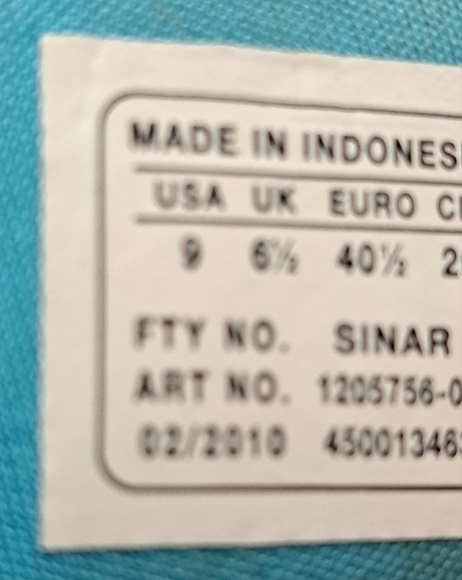 MADE IN INDONES
USA UK EURO C
9 6½ 40½ 2
FTY NO. SINAR
ART NO. 1205756-0
02/2010 45001346